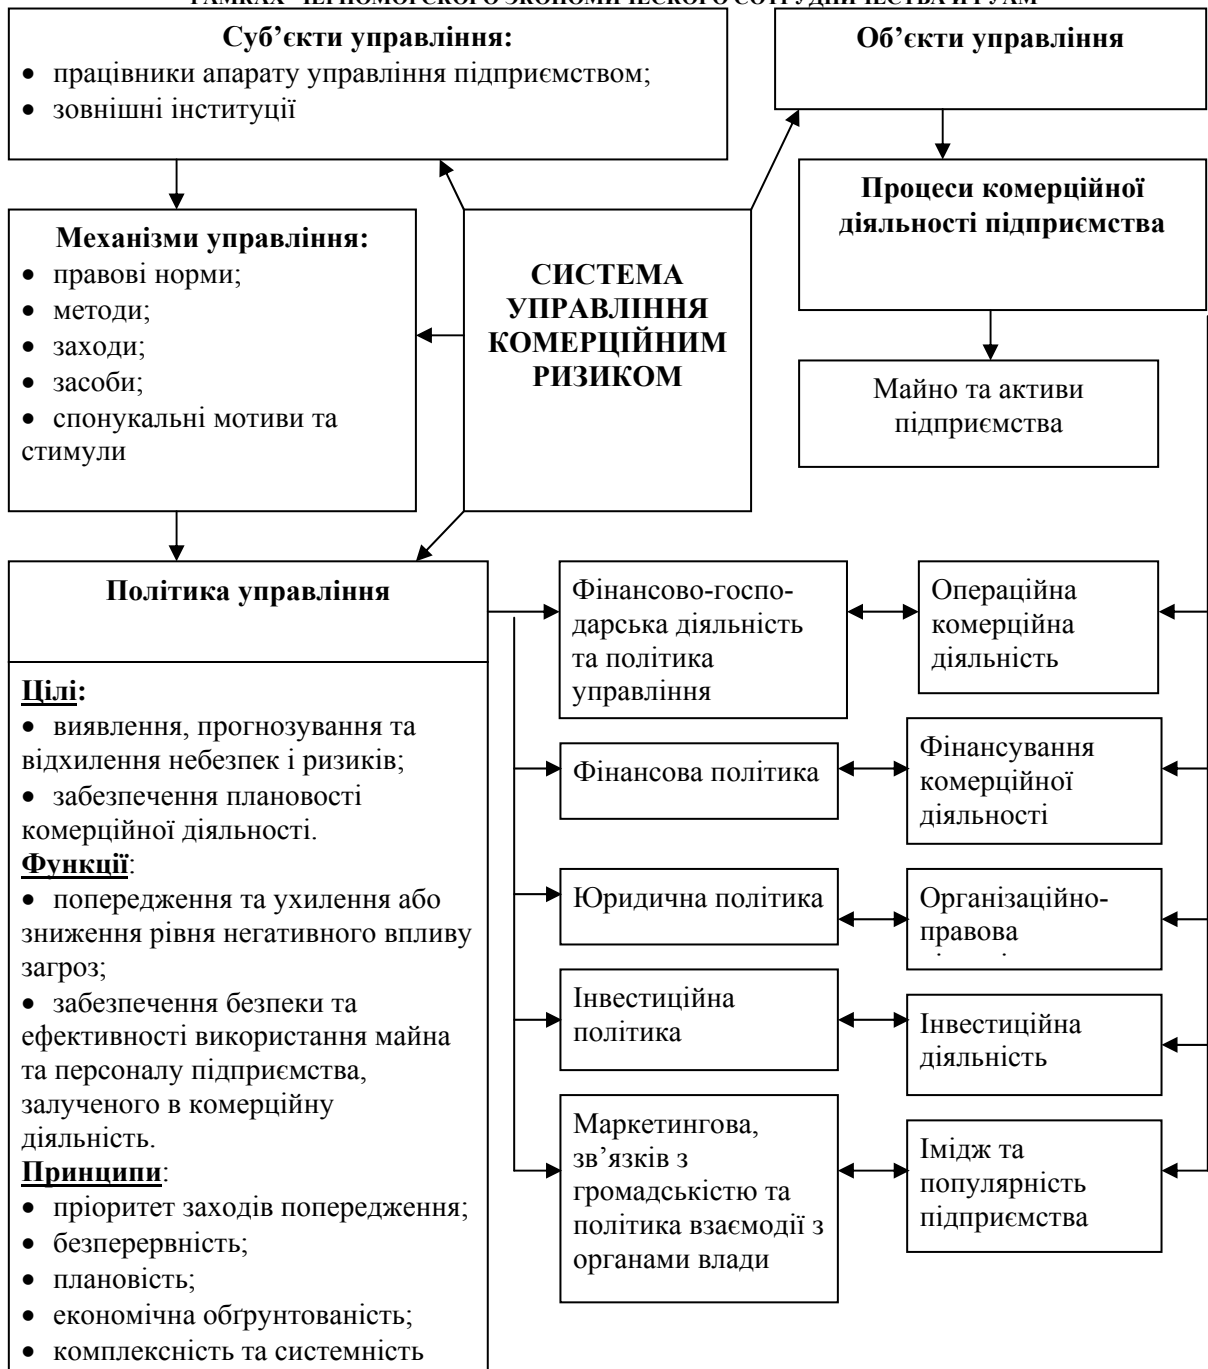 РАМКАХ ЧЕРНОМОРСКОГО ЭКОНОМИЧЕСКОГО СОТРУДНИЧЕСТВА И ГУАМ
Суб’єкти управління:
• працівники апарату управління підприємством;
• зовнішні інституції
Об’єкти управління
Процеси комерційної
діяльності підприємства
Механізми управління:
• правові норми;
• методи;
• заходи;
• засоби;
• спонукальні мотиви та
стимули
СИСТЕМА
УПРАВЛІННЯ
КОМЕРЦІЙНИМ
РИЗИКОМ
Майно та активи
підприємства
Політика управління
Цілі:
• виявлення, прогнозування та
відхилення небезпек і ризиків;
• забезпечення плановості
комерційної діяльності.
Функції:
• попередження та ухилення або
зниження рівня негативного впливу
загроз;
• забезпечення безпеки та
ефективності використання майна
та персоналу підприємства,
залученого в комерційну
діяльність.
Принципи:
• пріоритет заходів попередження;
• безперервність;
• плановість;
• економічна обґрунтованість;
• комплексність та системність
Фінансово-госпо-
дарська діяльність
та політика
управління
Операційна
комерційна
діяльність
Фінансова політика
Фінансування
комерційної
діяльності
Юридична політика
Організаційно-
правова
Інвестиційна
політика
Інвестиційна
діяльність
Маркетингова,
зв’язків з
громадськістю та
політика взаємодії з
органами влади
Імідж та
популярність
підприємства